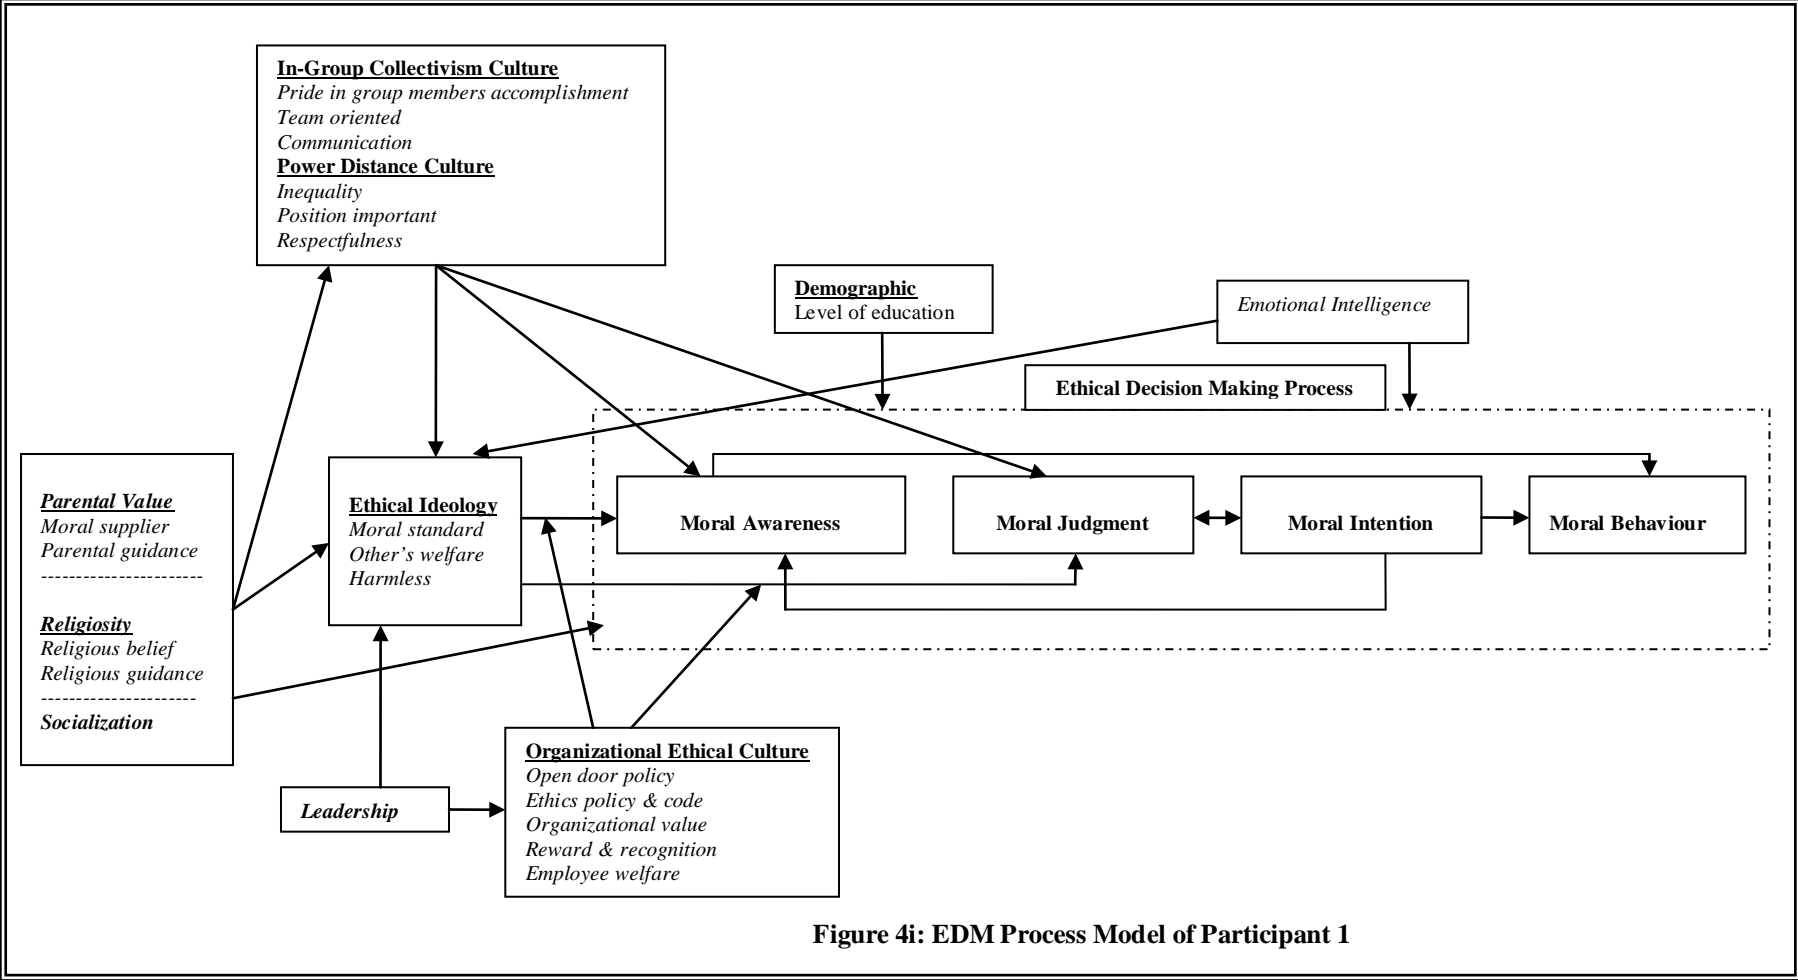 In-Group Collectivism Culture
Pride in group members accomplishment
Team oriented
Communication
Power Distance Culture
Inequality
Position important
Respectfulness
Demographic
Level of education
Emotional Intelligence
Ethical Decision Making Process
Parental Value
Moral supplier
Parental guidance
-----------------------
Religiosity
Religious belief
Religious guidance
----------------------
Socialization
Ethical Ideology
Moral standard
Other’s welfare
Harmless
Moral Awareness
Moral Judgment
Moral Intention
Moral Behaviour
Leadership
Organizational Ethical Culture
Open door policy
Ethics policy & code
Organizational value
Reward & recognition
Employee welfare
Figure 4i: EDM Process Model of Participant 1